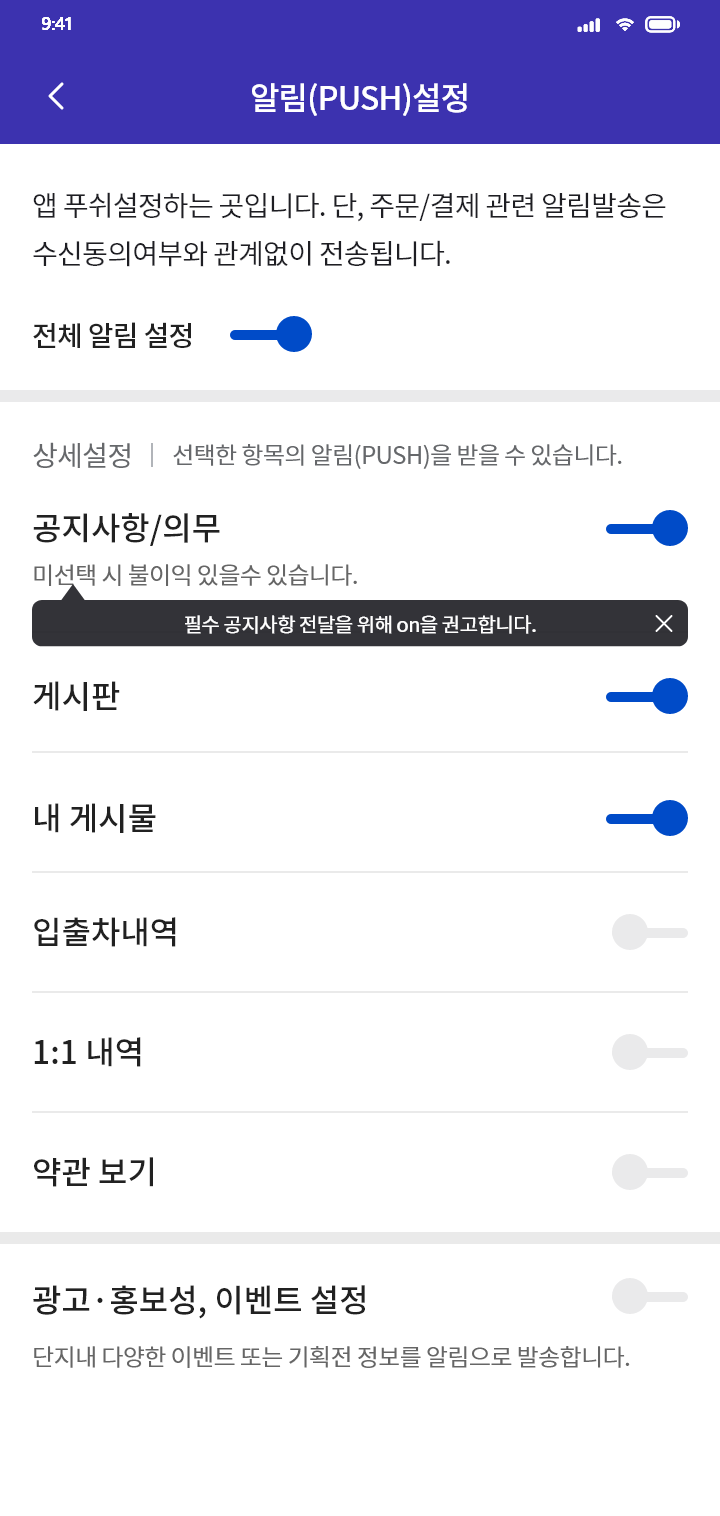 9:41
알림(PUSH)설정
앱 푸쉬설정하는 곳입니다. 단, 주문/결제 관련 알림발송은
수신동의여부와 관계없이 전송됩니다.
전체 알림 설정
상세설정 | 선택한 항목의 알림(PUSH)을 받을 수 있습니다.
공지사항/의무
미선택 시 불이익 있을수 있습니다.
필수 공지사항 전달을 위해 on을 권고합니다.
게시판
내 게시물
입출차내역
1:1 내역
약관 보기
광고·홍보성, 이벤트 설정
단지내 다양한 이벤트 또는 기획전 정보를 알림으로 발송합니다.